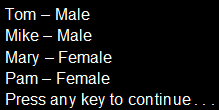 Tom – Male
Mike – Male
Mary – Female
Pam – Female
Press any key to continue . . .